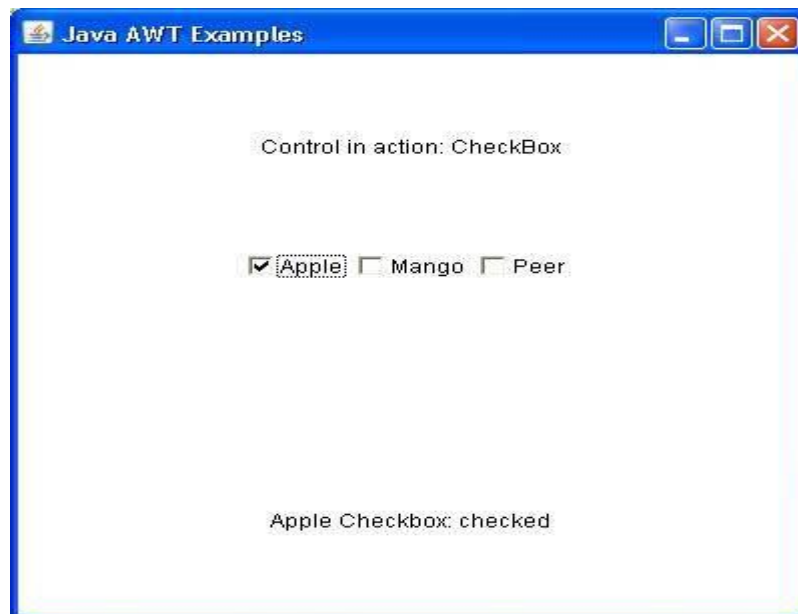 Java AWT Examples
Control in action: CheckBox
Apple Mango Peer
Apple Checkbox: checked